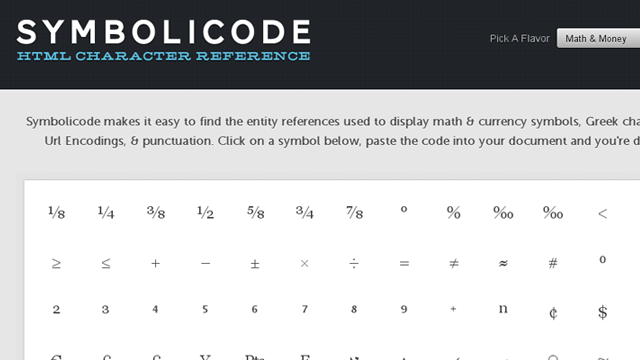 SYMBOLICODE
HTML CHARACTER REFERENCE
Pick A Flavor Math & Money
Symbolicode makes it easy to find the entity references used to display math & currency symbols, Greek cha
Url Encodings, & punctuation. Click on a symbol below, paste the code into your document and you're d
⅛ ¼ ⅜ ½ ⅝ ¾ ⅞ º % ‰ ‰ <
≥ ≤ + − ± × ÷ = ≠ ≈ # º
² ³ ⁴ ⁵ ⁶ ⁷ ⁸ ⁹ ⁺ n ¢ $